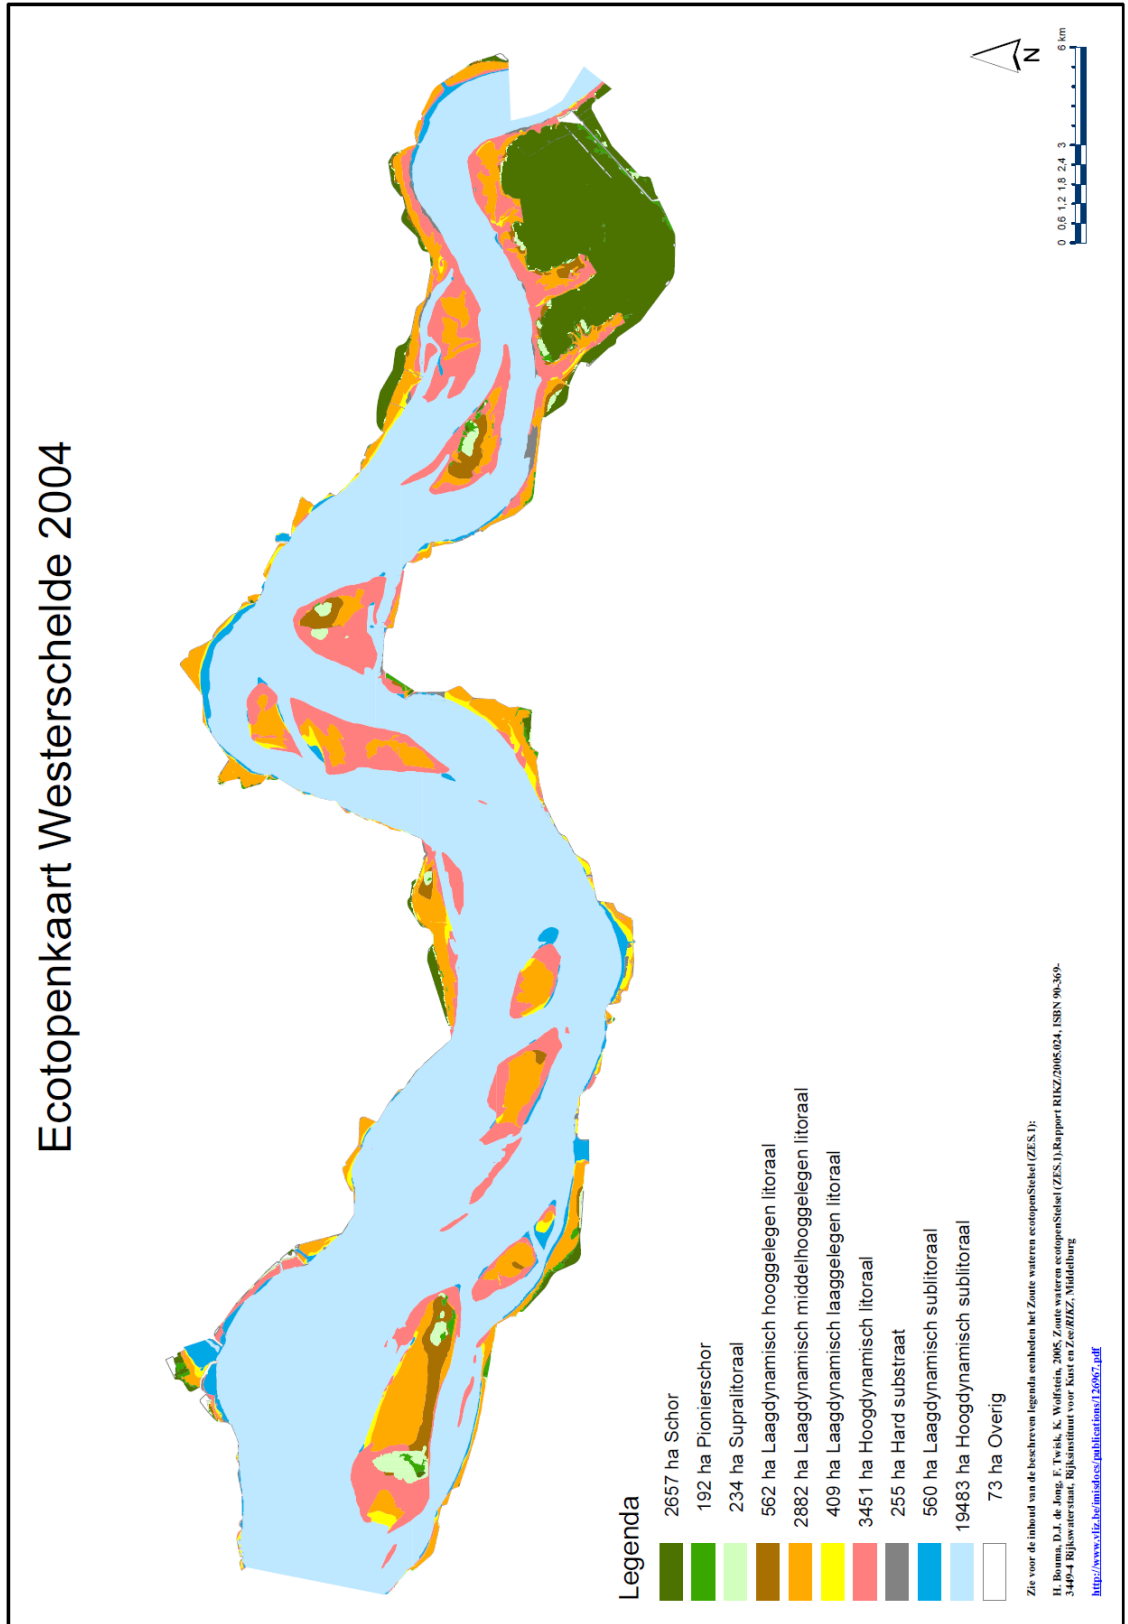 Ecotopenkaart Westerschelde 2004
N
0 0,6 1,2 1,8 2,4 3 6 km
Legenda
2657 ha Schor
192 ha Pionierschor
234 ha Supralitoraal
562 ha Laagdynamisch hooggelegen litoraal
2882 ha Laagdynamisch middelhooggelegen litoraal
409 ha Laagdynamisch laaggelegen litoraal
3451 ha Hoogdynamisch litoraal
255 ha Hard substraat
560 ha Laagdynamisch sublitoraal
19483 ha Hoogdynamisch sublitoraal
73 ha Overig
Zie voor de inhoud van de beschreven legenda eenheden het Zoute wateren ecotopenStelsel (ZES.1):
H. Bouma, D.J. de Jong, F. Twisk, K. Wolfstein, 2005, Zoute wateren ecotopenStelsel (ZES.1).Rapport RIKZ/2005.024, ISBN 90-369-
3449-4 Rijkswaterstaat, Rijksinstituut voor Kust en Zee/RIKZ, Middelburg
http://www.vliz.be/imisdocs/publications/126967.pdf